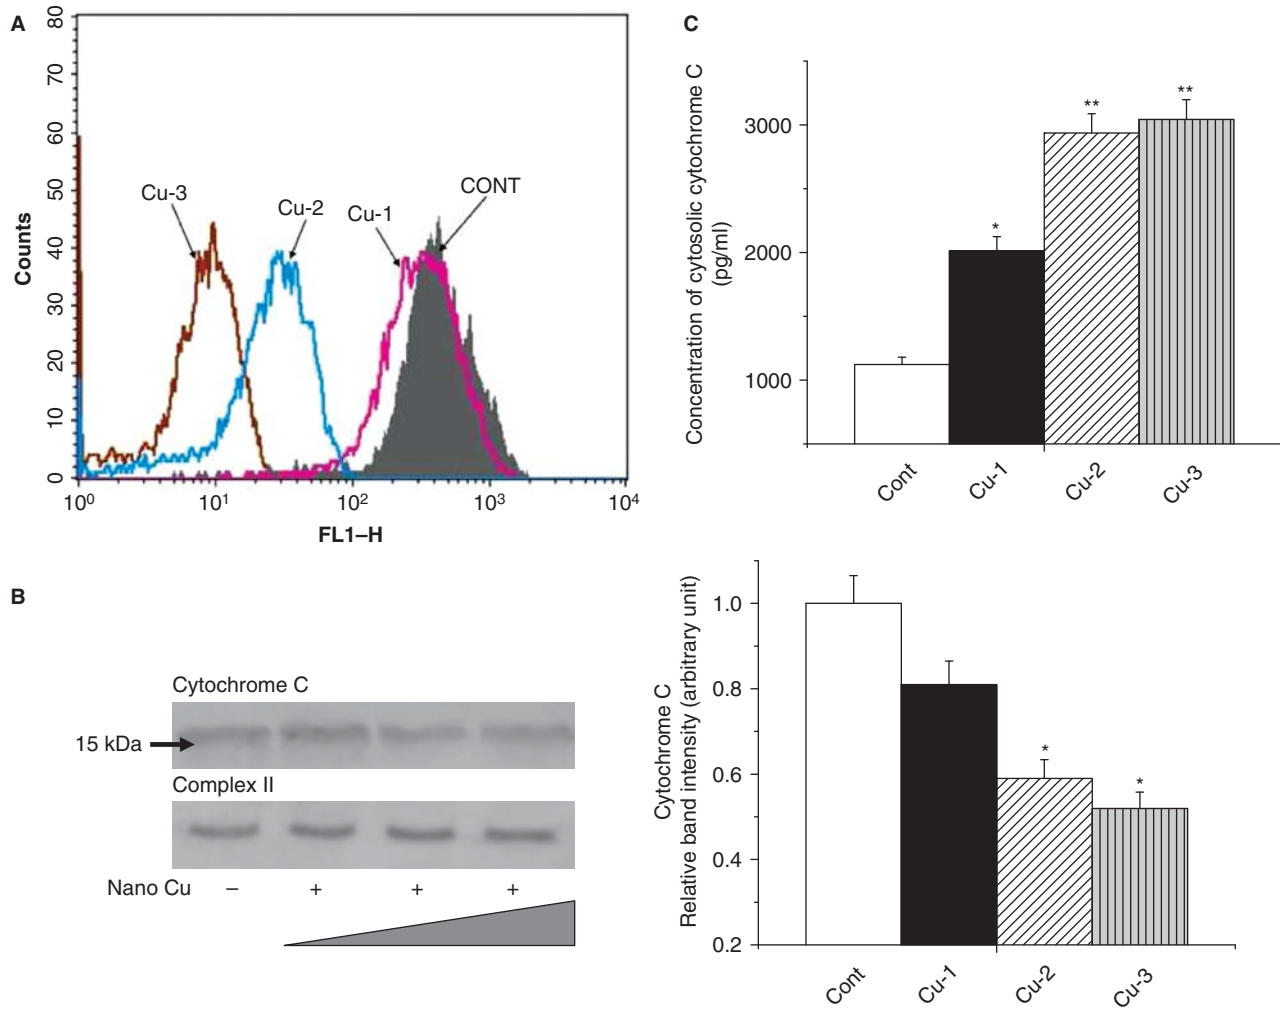 A
80
70
60
50
40
30
20
10
0
Counts
Cu-3
Cu-2
Cu-1
CONT
10⁰
10¹
10²
10³
10⁴
FL1–H
B
Cytochrome C
15 kDa
Complex II
Nano Cu – + + +
C
Concentration of cytosolic cytochrome C
(pg/ml)
3000
2000
1000
*
**
**
Cont
Cu-1
Cu-2
Cu-3
Cytochrome C
Relative band intensity (arbitrary unit)
1.0
0.8
0.6
0.4
0.2
*
*
Cont
Cu-1
Cu-2
Cu-3